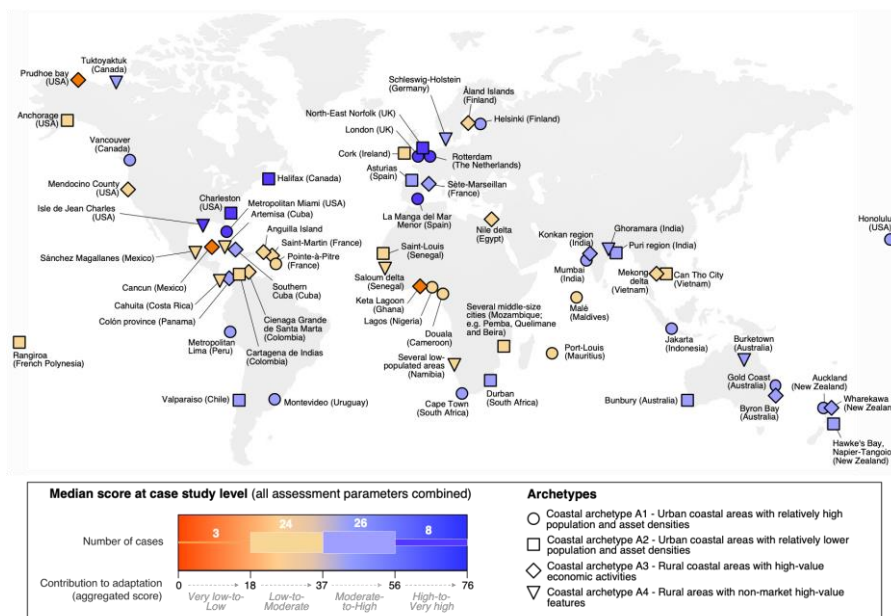 Tuktoyaktuk
(Canada)
Prudhoe bay
(USA)
Schleswig-Holstein
(Germany)
Åland Islands
(Finland)
Anchorage
(USA)
North-East Norfolk (UK)
Helsinki (Finland)
London (UK)
Vancouver
(Canada)
Cork (Ireland)
Rotterdam
(The Netherlands)
Asturias
(Spain)
Mendocino County
(USA)
Halifax (Canada)
Sète-Marseillan
(France)
Charleston
(USA)
Isle de Jean Charles
(USA)
Metropolitan Miami (USA)
La Manga del Mar
Menor (Spain)
Honolulu
(USA)
Artemisa (Cuba)
Anguilla Island
Nile delta
(Egypt)
Konkan region
(India)
Ghoramara (India)
Saint-Martin (France)
Saint-Louis
(Senegal)
Puri region (India)
Sánchez Magallanes (Mexico)
Pointe-à-Pitre
(France)
Mumbai
(India)
Mekong
delta
(Vietnam)
Can Tho City
(Vietnam)
Cancun (Mexico)
Southern
Cuba (Cuba)
Saloum delta
(Senegal)
Cahuita (Costa Rica)
Keta Lagoon
(Ghana)
Several middle-size
cities (Mozambique;
e.g. Pemba, Quelimane
and Beira)
Malé
(Maldives)
Colón province (Panama)
Cienaga Grande
de Santa Marta
(Colombia)
Lagos (Nigeria)
Douala
(Cameroon)
Metropolitan
Lima (Peru)
Cartagena de Indias
(Colombia)
Jakarta
(Indonesia)
Burketown
(Australia)
Rangiroa
(French Polynesia)
Several low-
populated areas
(Namibia)
Port-Louis
(Mauritius)
Gold Coast
(Australia)
Auckland
(New Zealand)
Valparaiso (Chile)
Montevideo (Uruguay)
Cape Town
(South Africa)
Durban
(South Africa)
Bunbury (Australia)
Byron Bay
(Australia)
Wharekawa
(New Zealand)
Hawke's Bay,
Napier-Tangoio
(New Zealand)
Median score at case study level (all assessment parameters combined)
Number of cases
3 24 26 8
Contribution to adaptation
(aggregated score)
0 18 37 56 76
Very low-to-
Low
Low-to-
Moderate
Moderate-
to-High
High-to-
Very high
Archetypes
Coastal archetype A1 - Urban coastal areas with relatively high
population and asset densities
Coastal archetype A2 - Urban coastal areas with relatively lower
population and asset densities
Coastal archetype A3 - Rural coastal areas with high-value
economic activities
Coastal archetype A4 - Rural areas with non-market high-value
features